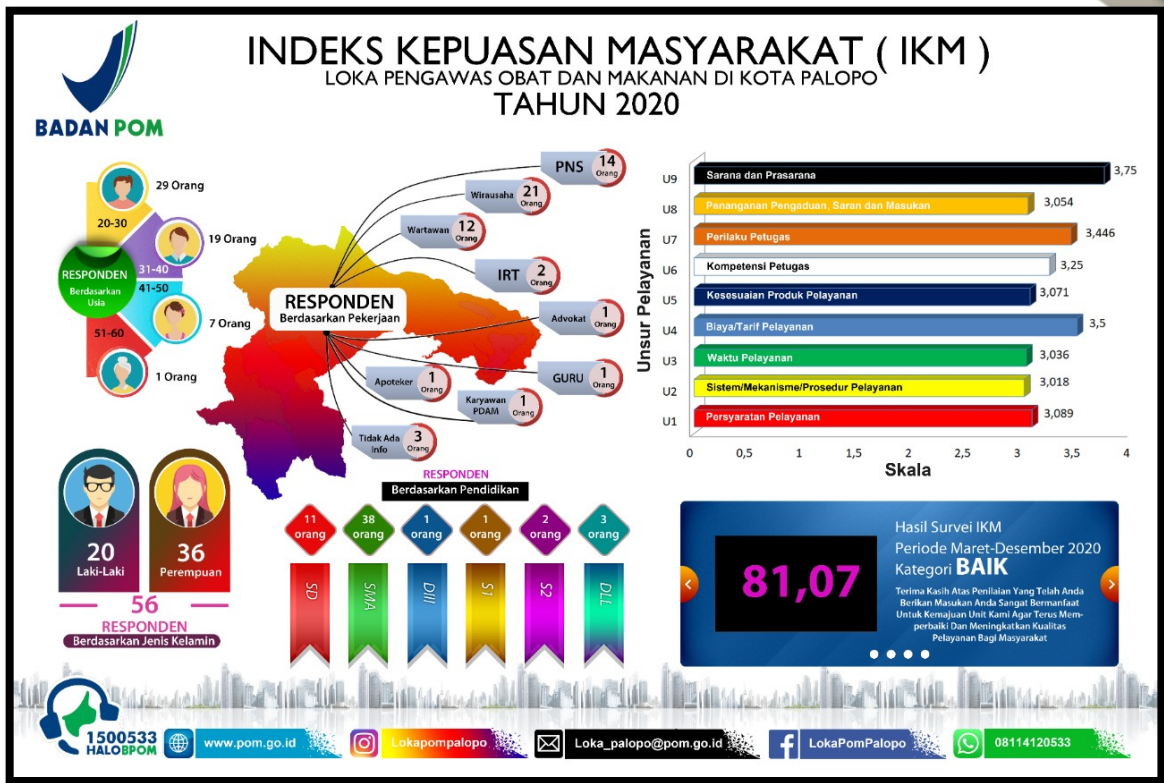 INDEKS KEPUASAN MASYARAKAT ( IKM )
LOKA PENGAWAS OBAT DAN MAKANAN DI KOTA PALOPO
TAHUN 2020
BADAN POM
29 Orang
20-30
19 Orang
31-40
RESPONDEN
Berdasarkan
Usia
41-50
7 Orang
51-60
1 Orang
PNS
14
Orang
Wirausaha
21
Orang
Wartawan
12
Orang
IRT
2
Orang
RESPONDEN
Berdasarkan Pekerjaan
Advokat
1
Orang
GURU
1
Orang
Apoteker
1
Orang
Karyawan
PDAM
1
Orang
Tidak Ada
Info
3
Orang
Unsur Pelayanan
U9
Sarana dan Prasarana
3,75
U8
Penanganan Pengaduan, Saran dan Masukan
3,054
U7
Perilaku Petugas
3,446
U6
Kompetensi Petugas
3,25
U5
Kesesuaian Produk Pelayanan
3,071
U4
Biaya/Tarif Pelayanan
3,5
U3
Waktu Pelayanan
3,036
U2
Sistem/Mekanisme/Prosedur Pelayanan
3,018
U1
Persyaratan Pelayanan
3,089
0 0,5 1 1,5 2 2,5 3 3,5 4
Skala
20
Laki-Laki
36
Perempuan
56
RESPONDEN
Berdasarkan Jenis Kelamin
RESPONDEN
Berdasarkan Pendidikan
11
orang
38
orang
1
orang
1
orang
2
orang
3
orang
SD
SMA
DIII
S1
S2
DLL
81,07
Hasil Survei IKM
Periode Maret-Desember 2020
Kategori BAIK
Terima Kasih Atas Penilaian Yang Telah Anda
Berikan Masukan Anda Sangat Bermanfaat
Untuk Kemajuan Unit Kami Agar Terus Mem-
perbaiki Dan Meningkatkan Kualitas
Pelayanan Bagi Masyarakat
1500533
HALOBPOM
www.pom.go.id
Lokapompalopo
Loka_palopo@pom.go.id
LokaPomPalopo
08114120533